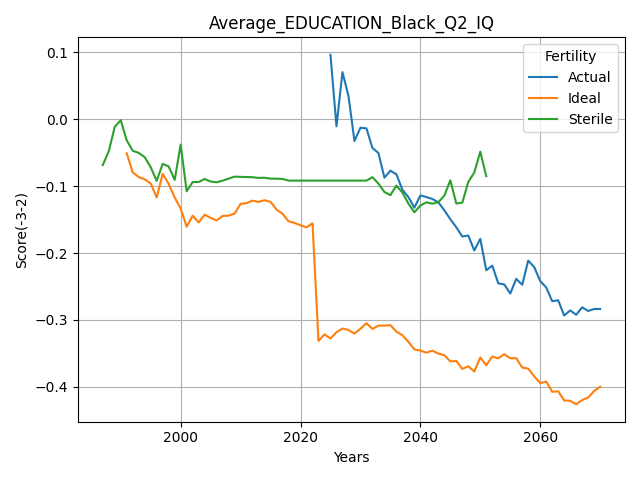 Average_EDUCATION_Black_Q2_IQ
Fertility
Actual
Ideal
Sterile
Score(-3-2)
0.1
0.0
−0.1
−0.2
−0.3
−0.4
2000
2020
2040
2060
Years